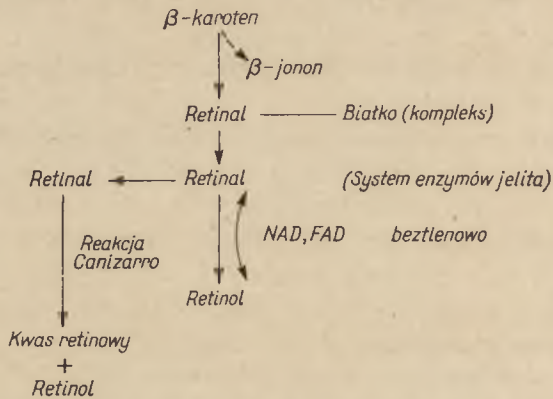 β-karoten
β-jonon
Retinal Białko (kompleks)
Retinal Retinal (System enzymów jelita)
Reakcja
Canizarro
NAD, FAD beztlenowo
Retinol
Kwas retinowy
+
Retinol